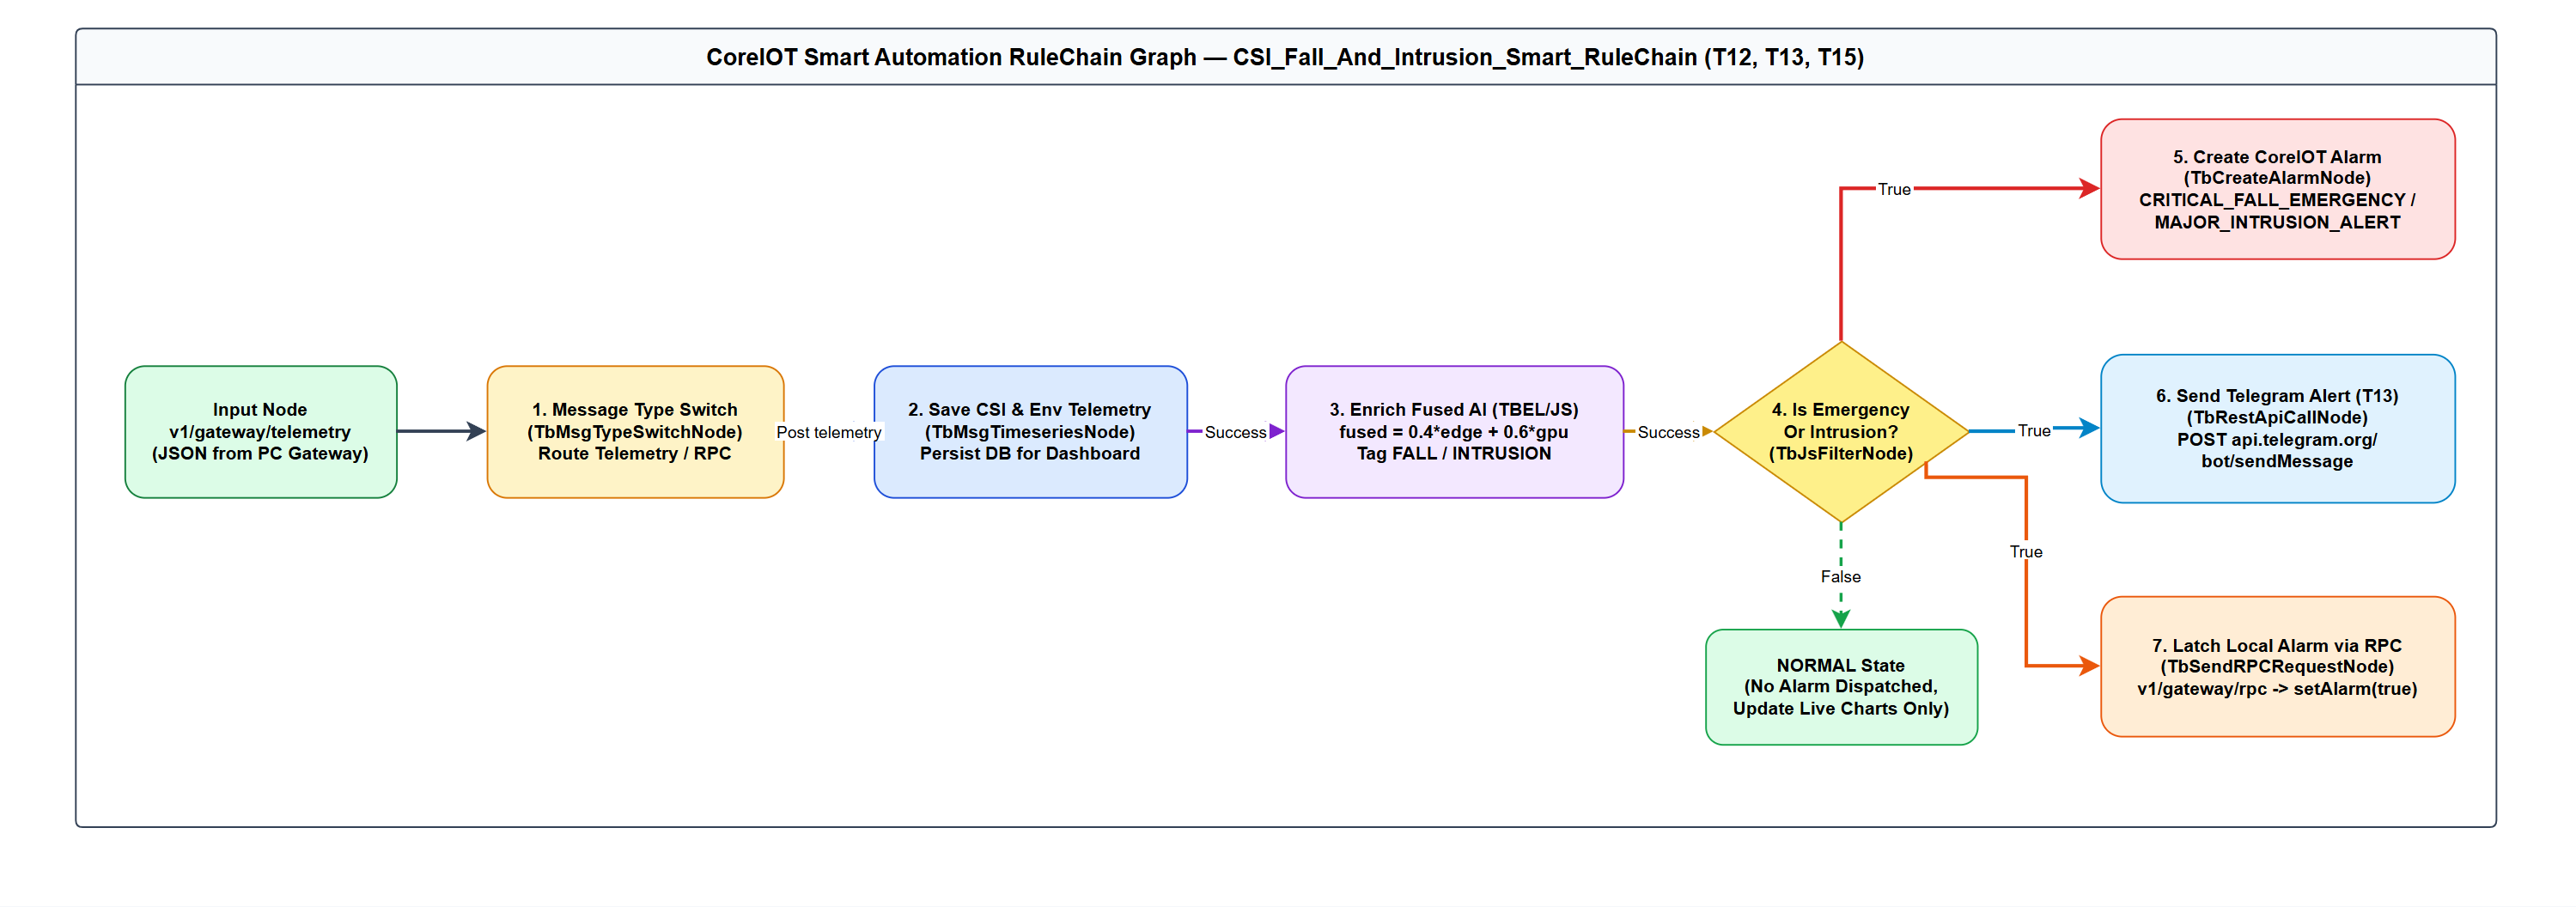 CoreIOT Smart Automation RuleChain Graph — CSI_Fall_And_Intrusion_Smart_RuleChain (T12, T13, T15)
Input Node
v1/gateway/telemetry
(JSON from PC Gateway)
1. Message Type Switch
(TbMsgTypeSwitchNode)
Route Telemetry / RPC
Post telemetry
2. Save CSI & Env Telemetry
(TbMsgTimeseriesNode)
Persist DB for Dashboard
Success
3. Enrich Fused AI (TBEL/JS)
fused = 0.4*edge + 0.6*gpu
Tag FALL / INTRUSION
Success
4. Is Emergency
Or Intrusion?
(TbJsFilterNode)
True
5. Create CoreIOT Alarm
(TbCreateAlarmNode)
CRITICAL_FALL_EMERGENCY /
MAJOR_INTRUSION_ALERT
True
6. Send Telegram Alert (T13)
(TbRestApiCallNode)
POST api.telegram.org/
bot/sendMessage
True
7. Latch Local Alarm via RPC
(TbSendRPCRequestNode)
v1/gateway/rpc -> setAlarm(true)
False
NORMAL State
(No Alarm Dispatched,
Update Live Charts Only)